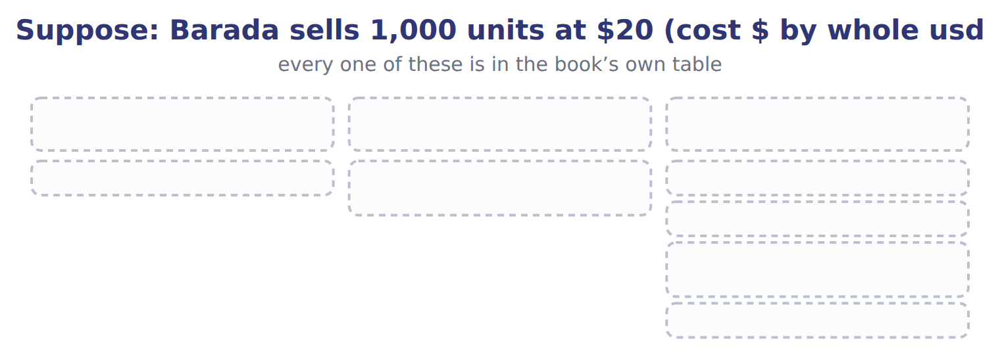 Suppose: Barada sells 1,000 units at $20 (cost $ by whole usd
every one of these is in the book’s own table